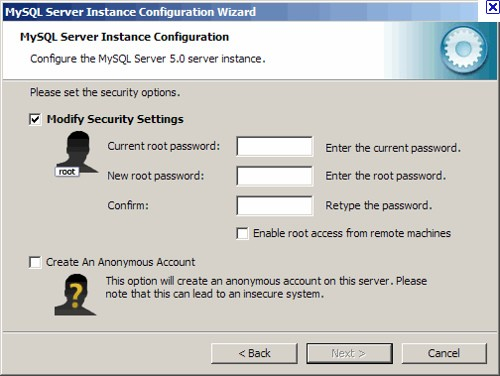 MySQL Server Instance Configuration Wizard
MySQL Server Instance Configuration
Configure the MySQL Server 5.0 server instance.
Please set the security options.
Modify Security Settings
Current root password: Enter the current password.
root
New root password: Enter the root password.
Confirm: Retype the password.
Enable root access from remote machines
Create An Anonymous Account
This option will create an anonymous account on this server. Please
note that this can lead to an insecure system.
< Back Next > Cancel